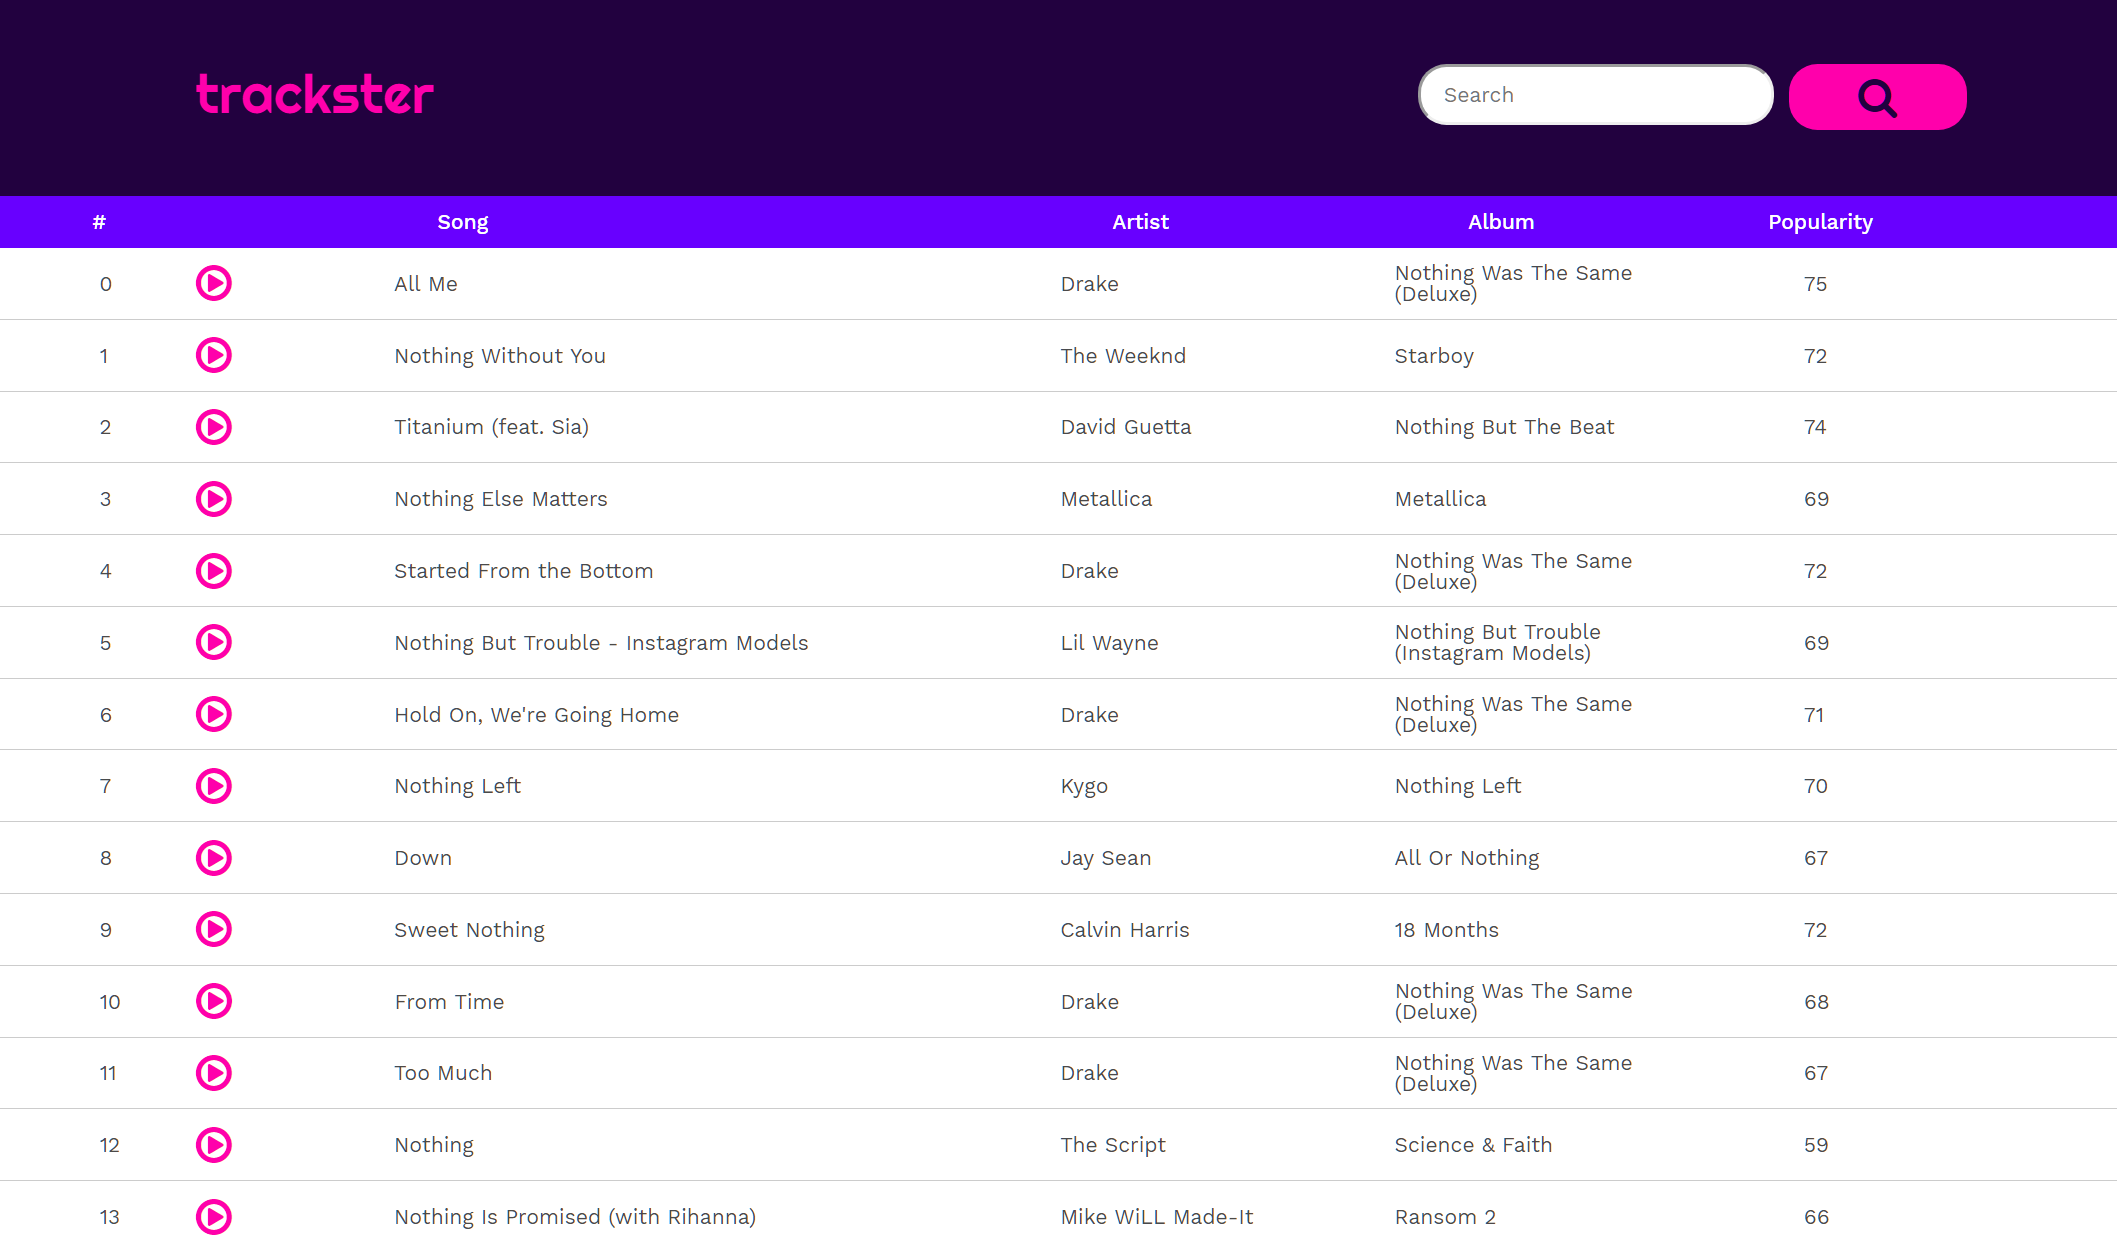 trackster
Search
# Song Artist Album Popularity
0 All Me Drake Nothing Was The Same (Deluxe) 75
1 Nothing Without You The Weeknd Starboy 72
2 Titanium (feat. Sia) David Guetta Nothing But The Beat 74
3 Nothing Else Matters Metallica Metallica 69
4 Started From the Bottom Drake Nothing Was The Same (Deluxe) 72
5 Nothing But Trouble - Instagram Models Lil Wayne Nothing But Trouble (Instagram Models) 69
6 Hold On, We're Going Home Drake Nothing Was The Same (Deluxe) 71
7 Nothing Left Kygo Nothing Left 70
8 Down Jay Sean All Or Nothing 67
9 Sweet Nothing Calvin Harris 18 Months 72
10 From Time Drake Nothing Was The Same (Deluxe) 68
11 Too Much Drake Nothing Was The Same (Deluxe) 67
12 Nothing The Script Science & Faith 59
13 Nothing Is Promised (with Rihanna) Mike WiLL Made-It Ransom 2 66